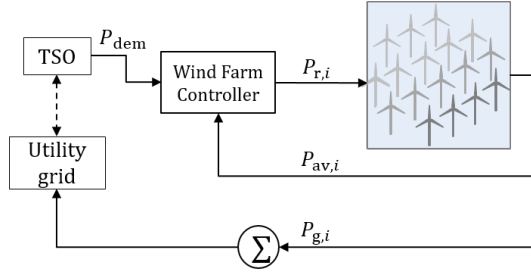 TSO
P_dem
Wind Farm
Controller
P_r,i
Utility
grid
P_av,i
Σ
P_g,i